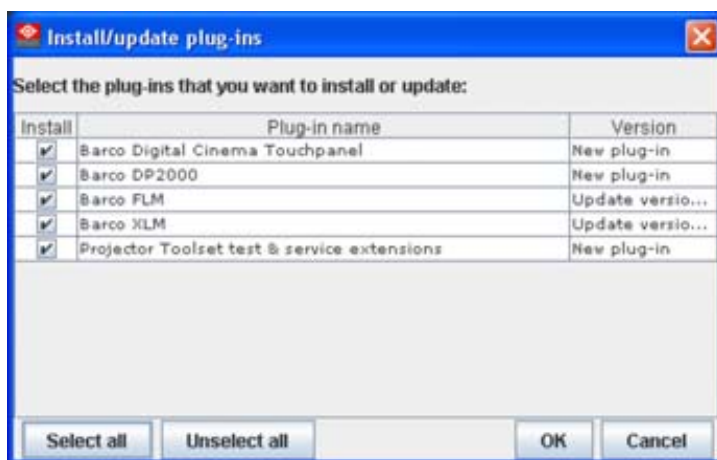 Install/update plug-ins
Select the plug-ins that you want to install or update:
Install Plug-in name Version
Barco Digital Cinema Touchpanel New plug-in
Barco DP2000 New plug-in
Barco FLM Update versio...
Barco XLM Update versio...
Projector Toolset test & service extensions New plug-in
Select all Unselect all OK Cancel